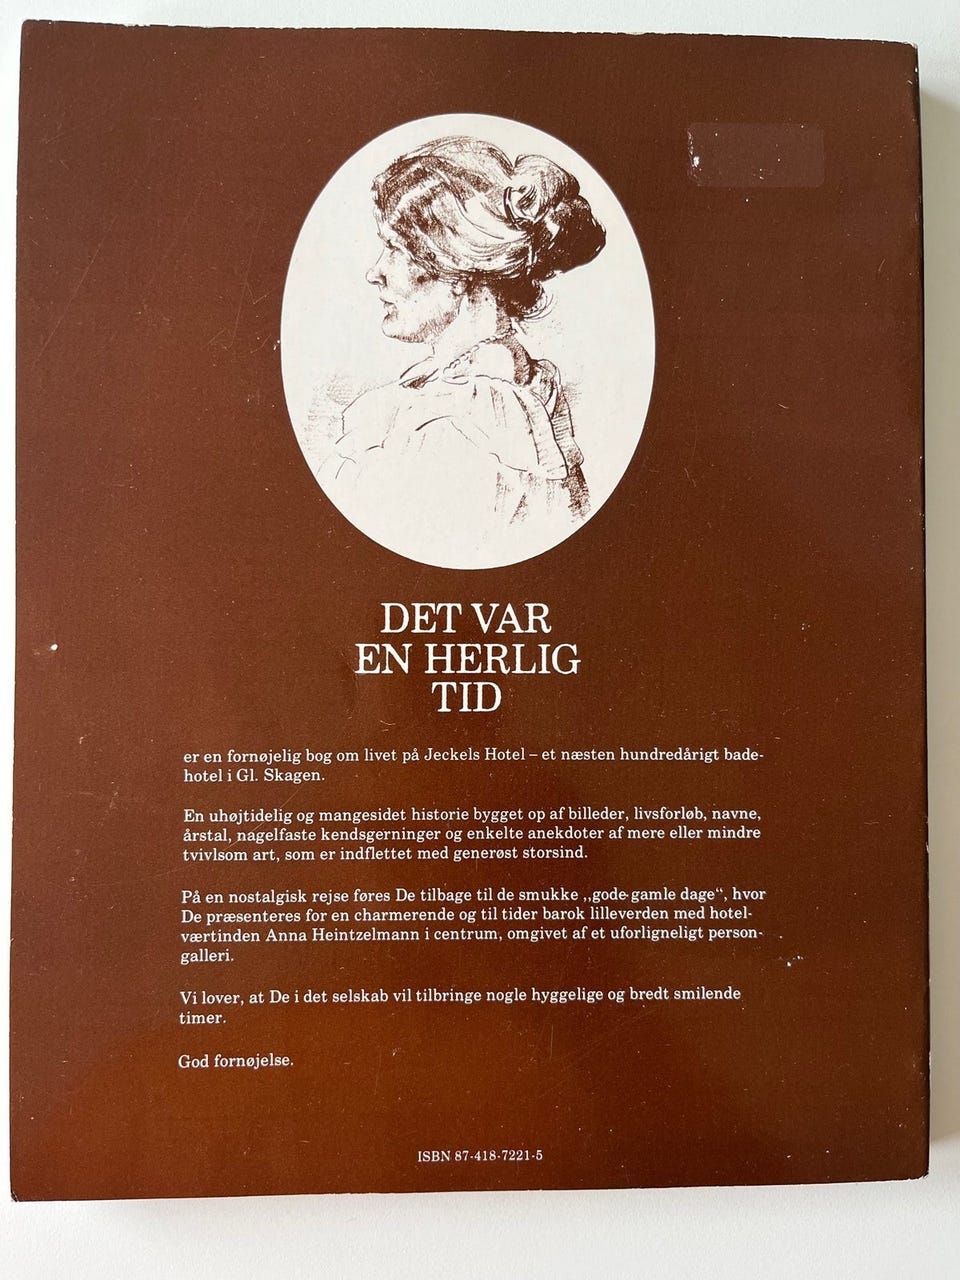 DET VAR
EN HERLIG
TID
er en fornøjelig bog om livet på Jeckels Hotel – et næsten hundredårigt bade-
hotel i Gl. Skagen.
En uhøjtidelig og mangesidet historie bygget op af billeder, livsforløb, navne,
årstal, nagelfaste kendsgerninger og enkelte anekdoter af mere eller mindre
tvivlsom art, som er indflettet med generøst storsind.
På en nostalgisk rejse føres De tilbage til de smukke „gode gamle dage“, hvor
De præsenteres for en charmerende og til tider barok lilleverden med hotel-
værtinden Anna Heintzelmann i centrum, omgivet af et uforligneligt person-
galleri.
Vi lover, at De i det selskab vil tilbringe nogle hyggelige og bredt smilende
timer.
God fornøjelse.
ISBN 87-418-7221-5